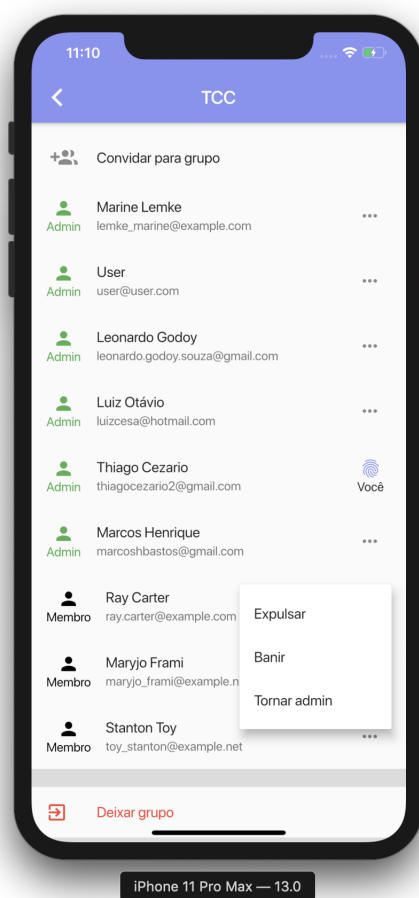 11:10
TCC
Convidar para grupo
Marine Lemke
Admin lemke_marine@example.com
User
Admin user@user.com
Leonardo Godoy
Admin leonardo.godoy.souza@gmail.com
Luiz Otávio
Admin luizcesa@hotmail.com
Thiago Cezario
Admin thiagocezario2@gmail.com Você
Marcos Henrique
Admin marcoshbastos@gmail.com
Ray Carter
Membro ray.carter@example.com
Expulsar
Maryjo Frami
Membro maryjo_frami@example.n
Banir
Tornar admin
Stanton Toy
Membro toy_stanton@example.net
Deixar grupo
iPhone 11 Pro Max — 13.0